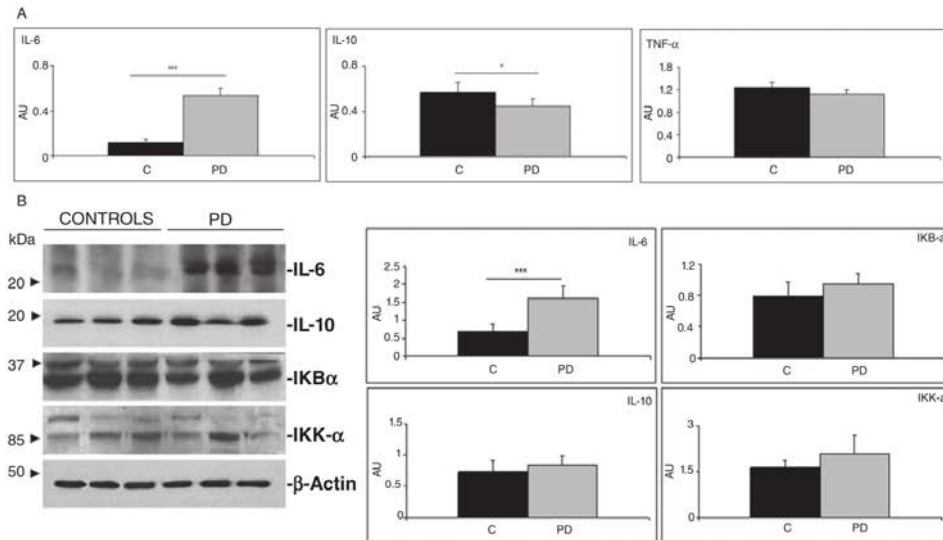 A
IL-6
0.8
***
AU
0.4
0
C
PD
IL-10
0.8
*
AU
0.4
0
C
PD
TNF-α
1.8
1.2
AU
0.6
0
C
PD
B
CONTROLS PD
kDa
-IL-6
20
20
-IL-10
37
-IKBα
-IKK-α
85
50
-β-Actin
IL-6
2.5
2
***
1.5
AU
1
0.5
C
PD
IKB-a
1.2
0.8
AU
0.4
0
C
PD
IL-10
1.5
1
AU
0.5
0
C
PD
IKK-a
3
AU
1.5
0
C
PD